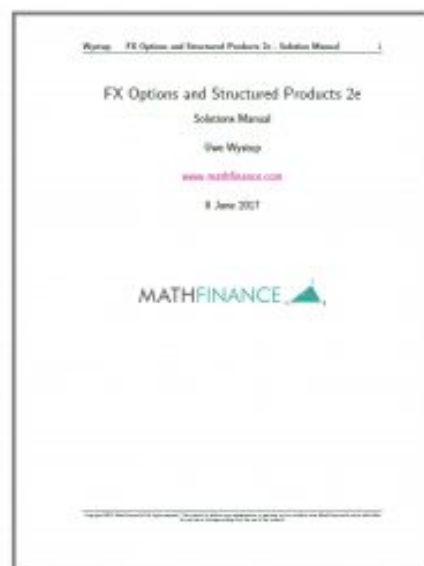 Wystup FX Options and Structured Products 2e - Solution Manual 1
FX Options and Structured Products 2e
Solutions Manual
Uwe Wystup
www.mathfinance.com
8 June 2017
MATHFINANCE